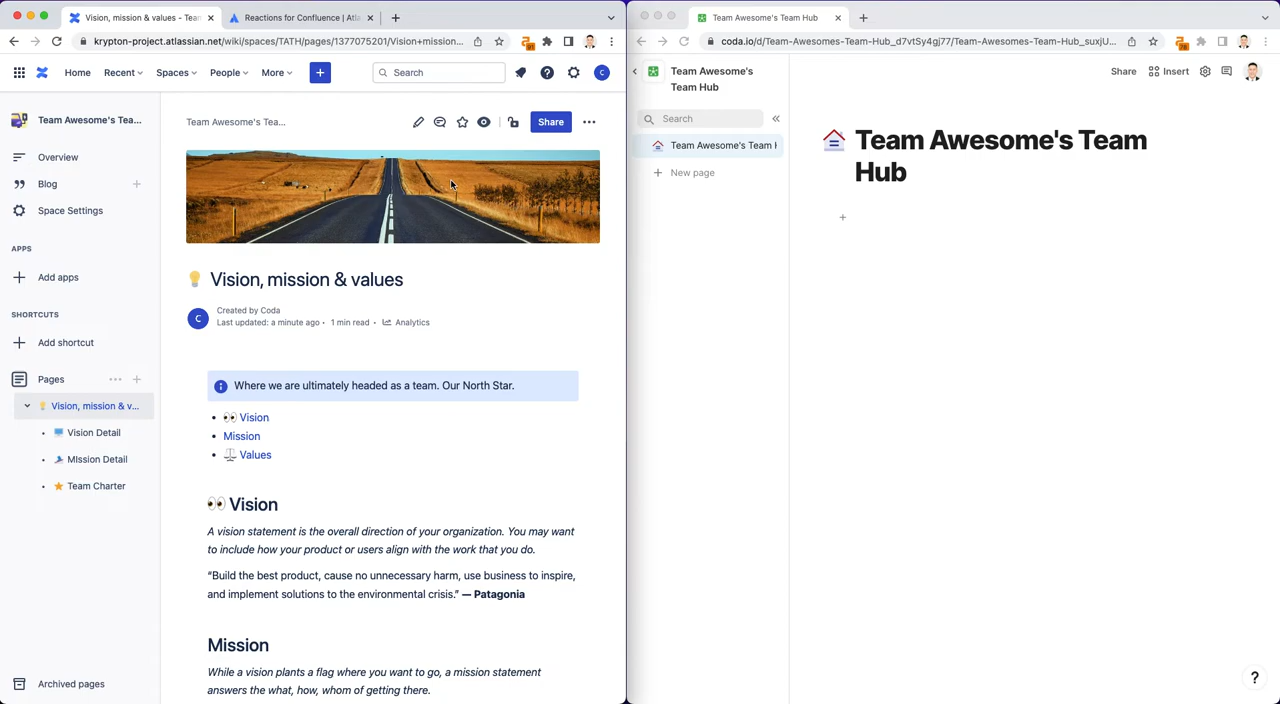 Vision, mission & values - Tean
Reactions for Confluence | Atla
krypton-project.atlassian.net/wiki/spaces/TATH/pages/1377075201/Vision+mission...
Home
Recent
Spaces
People
More
Search
C
Team Awesome's Tea...
Overview
Blog
Space Settings
APPS
Add apps
SHORTCUTS
Add shortcut
Pages
Vision, mission & v...
Vision Detail
MIssion Detail
Team Charter
Archived pages
Team Awesome's Tea...
Share
Vision, mission & values
C
Created by Coda
Last updated: a minute ago • 1 min read • Analytics
Where we are ultimately headed as a team. Our North Star.
• 👀 Vision
• Mission
• Values
👀 Vision
A vision statement is the overall direction of your organization. You may want
to include how your product or users align with the work that you do.
“Build the best product, cause no unnecessary harm, use business to inspire,
and implement solutions to the environmental crisis.” — Patagonia
Mission
While a vision plants a flag where you want to go, a mission statement
answers the what, how, whom of getting there.
Team Awesome's Team Hub
coda.io/d/Team-Awesomes-Team-Hub_d7vtSy4gj77/Team-Awesomes-Team-Hub_suxjU...
Team Awesome's
Team Hub
Search
Team Awesome's Team H
New page
Share
Insert
Team Awesome's Team
Hub
?